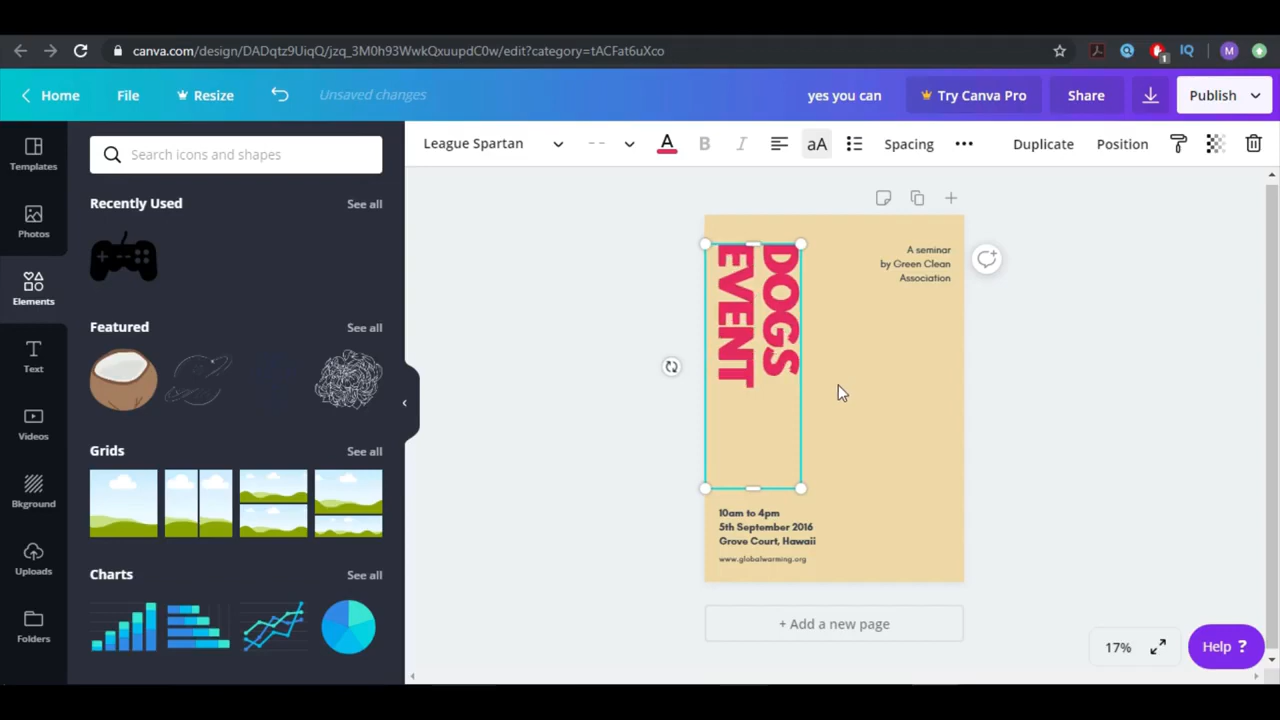 canva.com/design/DADqtz9UiqQ/jzq_3M0h93WwkQxuupdC0w/edit?category=tACFat6uXco
1
IQ
M
Home
File
Resize
Unsaved changes
yes you can
Try Canva Pro
Share
Publish
Templates
Photos
Elements
Text
Videos
Bkground
Uploads
Folders
Search icons and shapes
Recently Used
See all
Featured
See all
Grids
See all
Charts
See all
League Spartan
-- 
A
B
I
aA
Spacing
Duplicate
Position
DOGS
EVENT
A seminar
by Green Clean
Association
10am to 4pm
5th September 2016
Grove Court, Hawaii
www.globalwarming.org
+ Add a new page
17%
Help ?